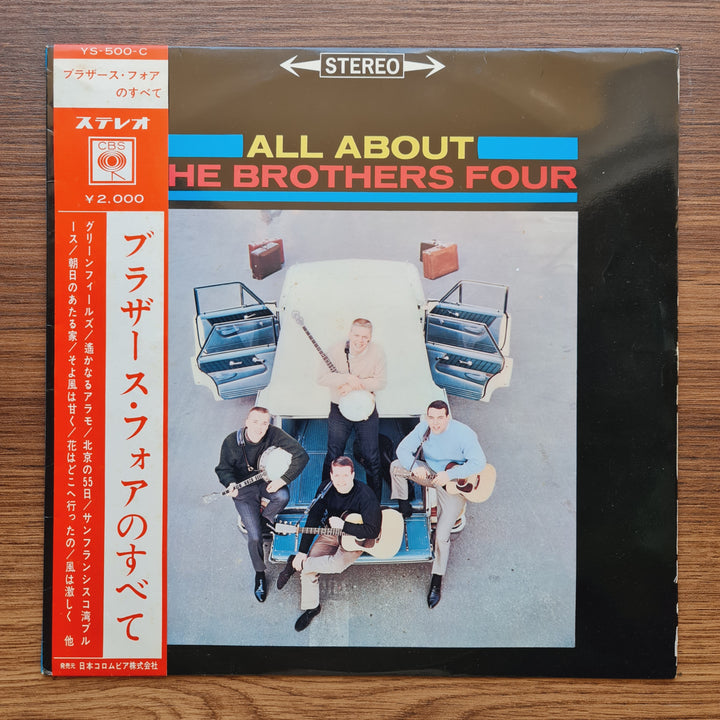 YS-500-C
ブラザース・フォア
のすべて
ステレオ
CBS
¥2,000
ブラザース・フォアのすべて
グリーンフィールズ/遙かなるアラモ/北京の55日/サンフランシスコ湾ブル
ース/朝日のあたる家/そよ風は甘く/花はどこへ行ったの/風は激しく 他
発売元 日本コロムビア株式会社
STEREO
ALL ABOUT
HE BROTHERS FOUR